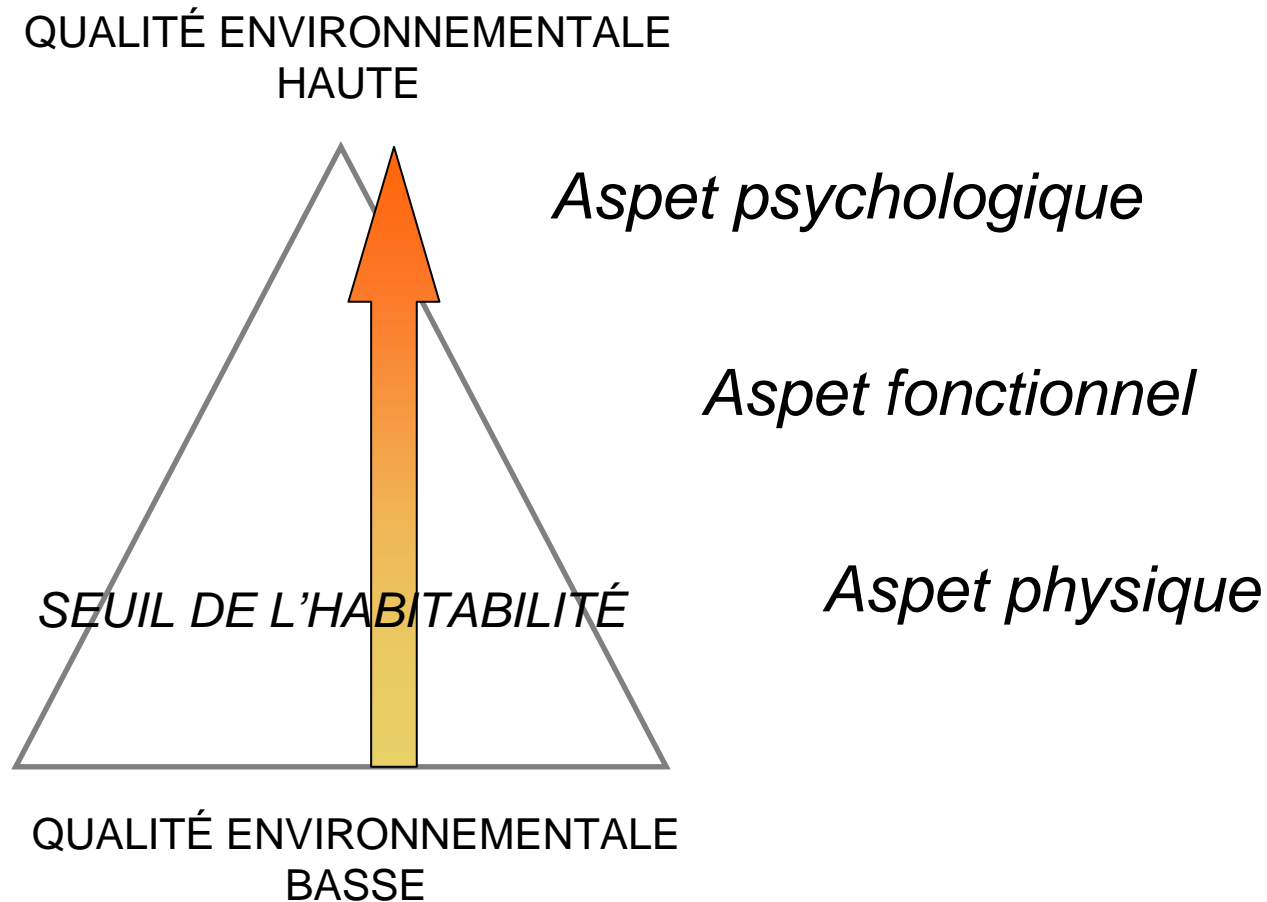 QUALITÉ ENVIRONNEMENTALE
HAUTE
Aspet psychologique
Aspet fonctionnel
Aspet physique
SEUIL DE L’HABITABILITÉ
QUALITÉ ENVIRONNEMENTALE
BASSE